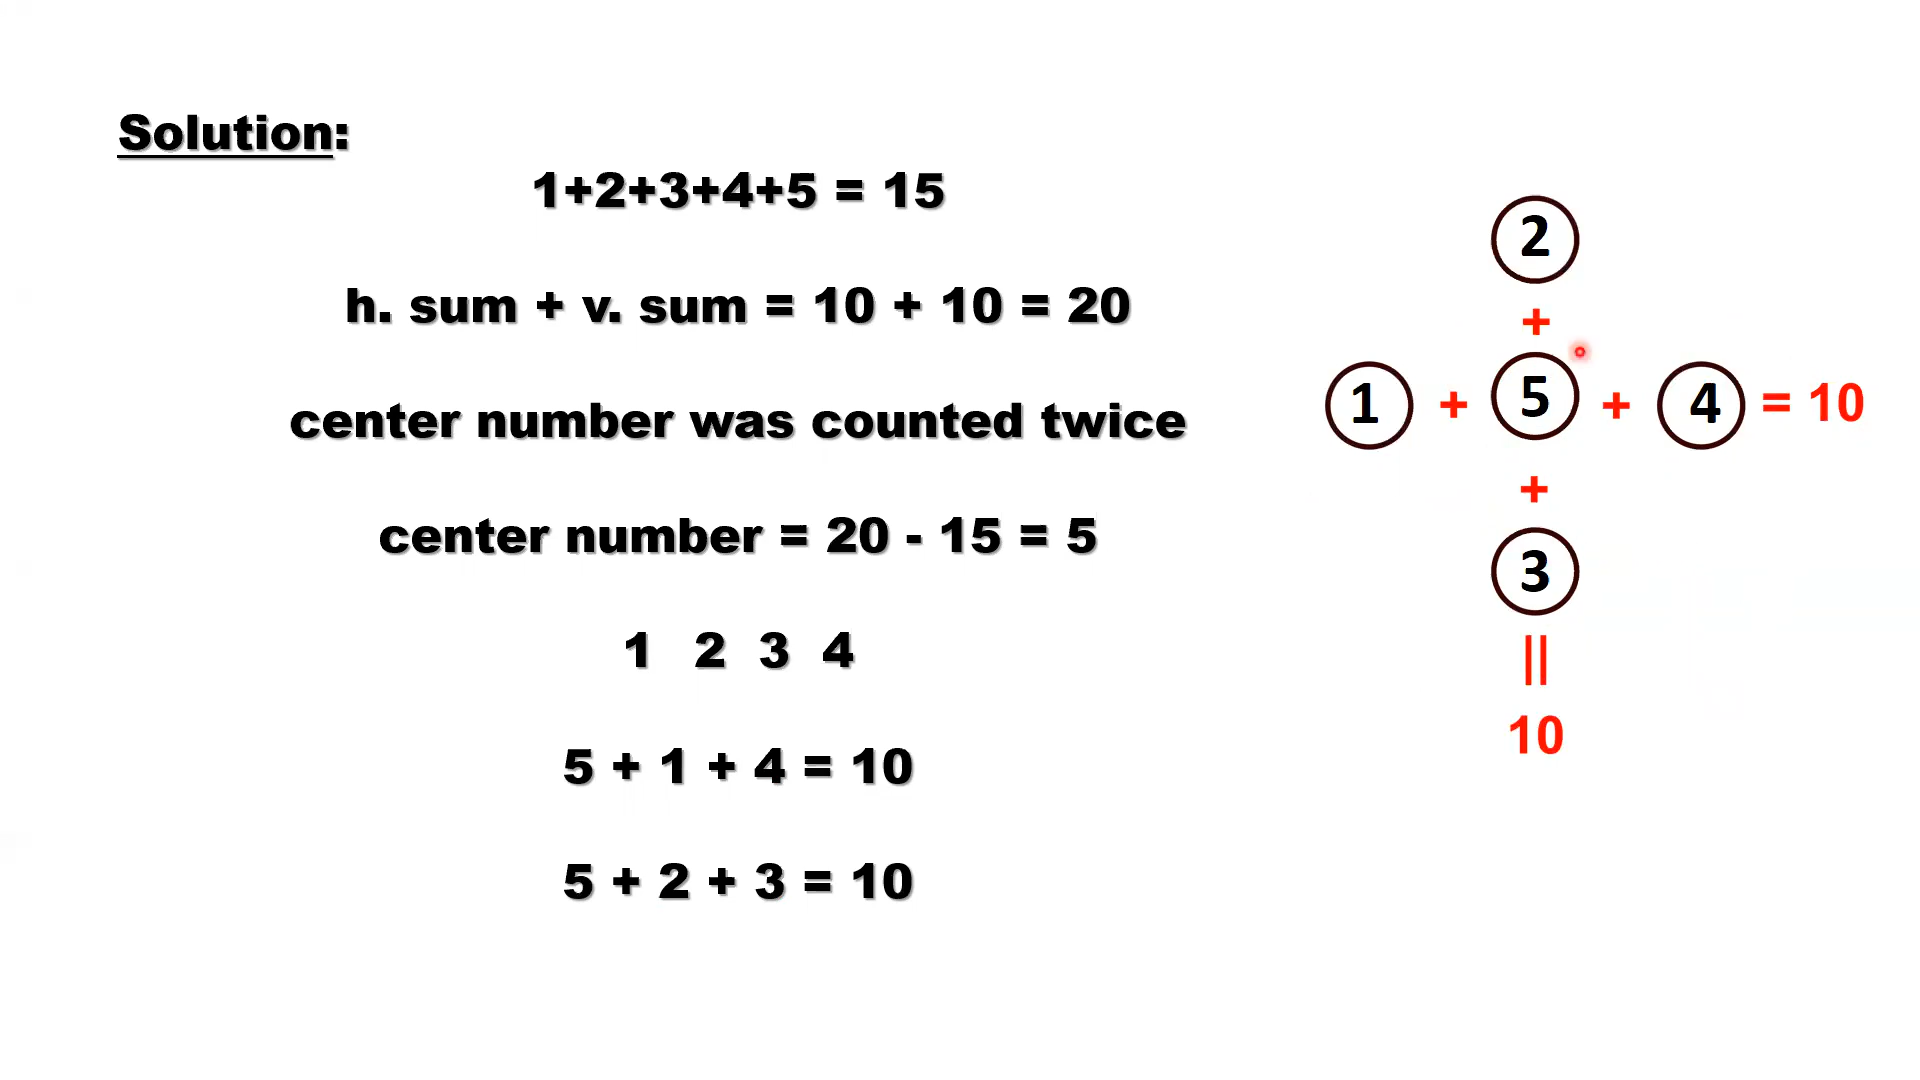 Solution:
1+2+3+4+5 = 15
h. sum + v. sum = 10 + 10 = 20
center number was counted twice
center number = 20 - 15 = 5
1 2 3 4
5 + 1 + 4 = 10
5 + 2 + 3 = 10
2
+
1 + 5 + 4 = 10
+
3
||
10